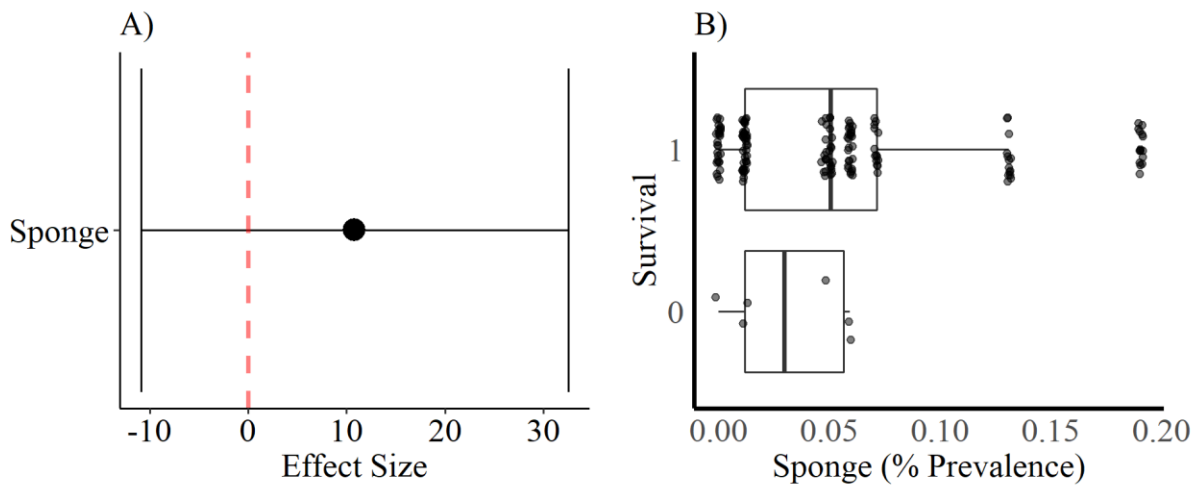 A)
Sponge
-10 0 10 20 30
Effect Size
B)
Survival
1
0
0.00 0.05 0.10 0.15 0.20
Sponge (% Prevalence)